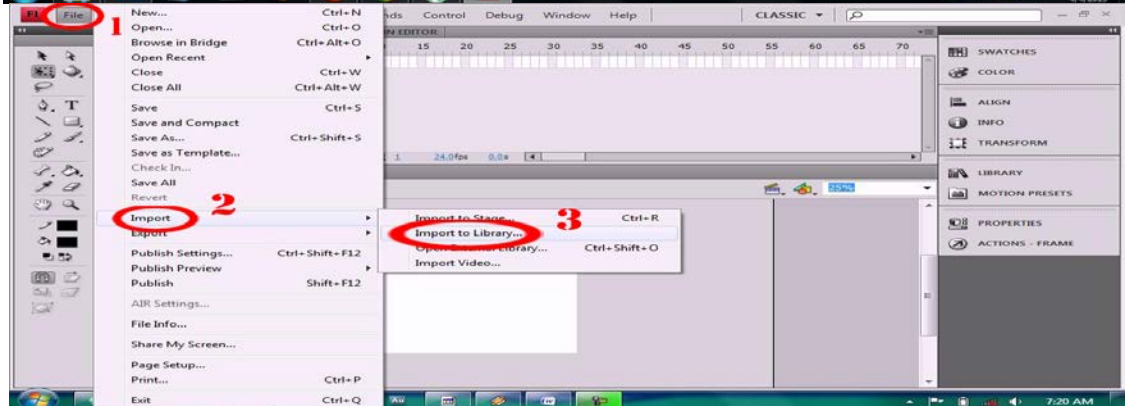 Fl File Control Debug Window Help CLASSIC
1
New... Ctrl+N
Open... Ctrl+O
Browse in Bridge Ctrl+Alt+O
Open Recent
Close Ctrl+W
Close All Ctrl+Alt+W
Save Ctrl+S
Save and Compact
Save As... Ctrl+Shift+S
Save as Template...
Check In...
Save All
Revert
Import 2
Export
Publish Settings... Ctrl+Shift+F12
Publish Preview
Publish Shift+F12
AIR Settings...
File Info...
Share My Screen...
Page Setup...
Print... Ctrl+P
Exit Ctrl+Q
Import to Stage... Ctrl+R
3
Import to Library...
Open External Library... Ctrl+Shift+O
Import Video...
EDITOR
15 20 25 30 35 40 45 50 55 60 65 70
1 24.0fps 0.0s
25%
SWATCHES
COLOR
ALIGN
INFO
TRANSFORM
LIBRARY
MOTION PRESETS
PROPERTIES
ACTIONS - FRAME
7:20 AM